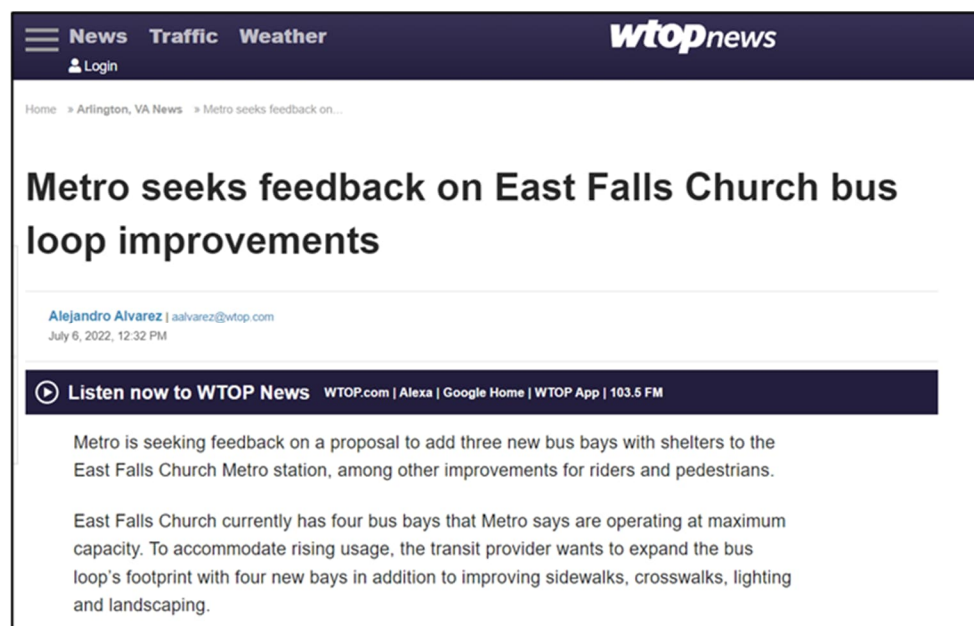 News Traffic Weather
wtopnews
Login
Home » Arlington, VA News » Metro seeks feedback on...
Metro seeks feedback on East Falls Church bus
loop improvements
Alejandro Alvarez | aalvarez@wtop.com
July 6, 2022, 12:32 PM
Listen now to WTOP News WTOP.com | Alexa | Google Home | WTOP App | 103.5 FM
Metro is seeking feedback on a proposal to add three new bus bays with shelters to the
East Falls Church Metro station, among other improvements for riders and pedestrians.
East Falls Church currently has four bus bays that Metro says are operating at maximum
capacity. To accommodate rising usage, the transit provider wants to expand the bus
loop's footprint with four new bays in addition to improving sidewalks, crosswalks, lighting
and landscaping.